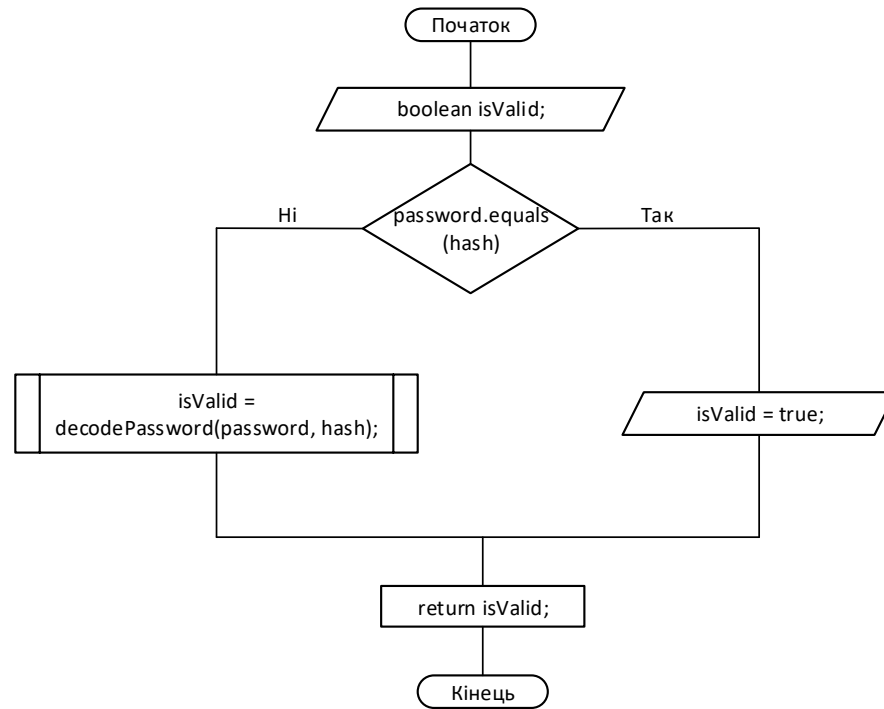 Початок
boolean isValid;
Ні
password.equals
(hash)
Так
isValid =
decodePassword(password, hash);
isValid = true;
return isValid;
Кінець